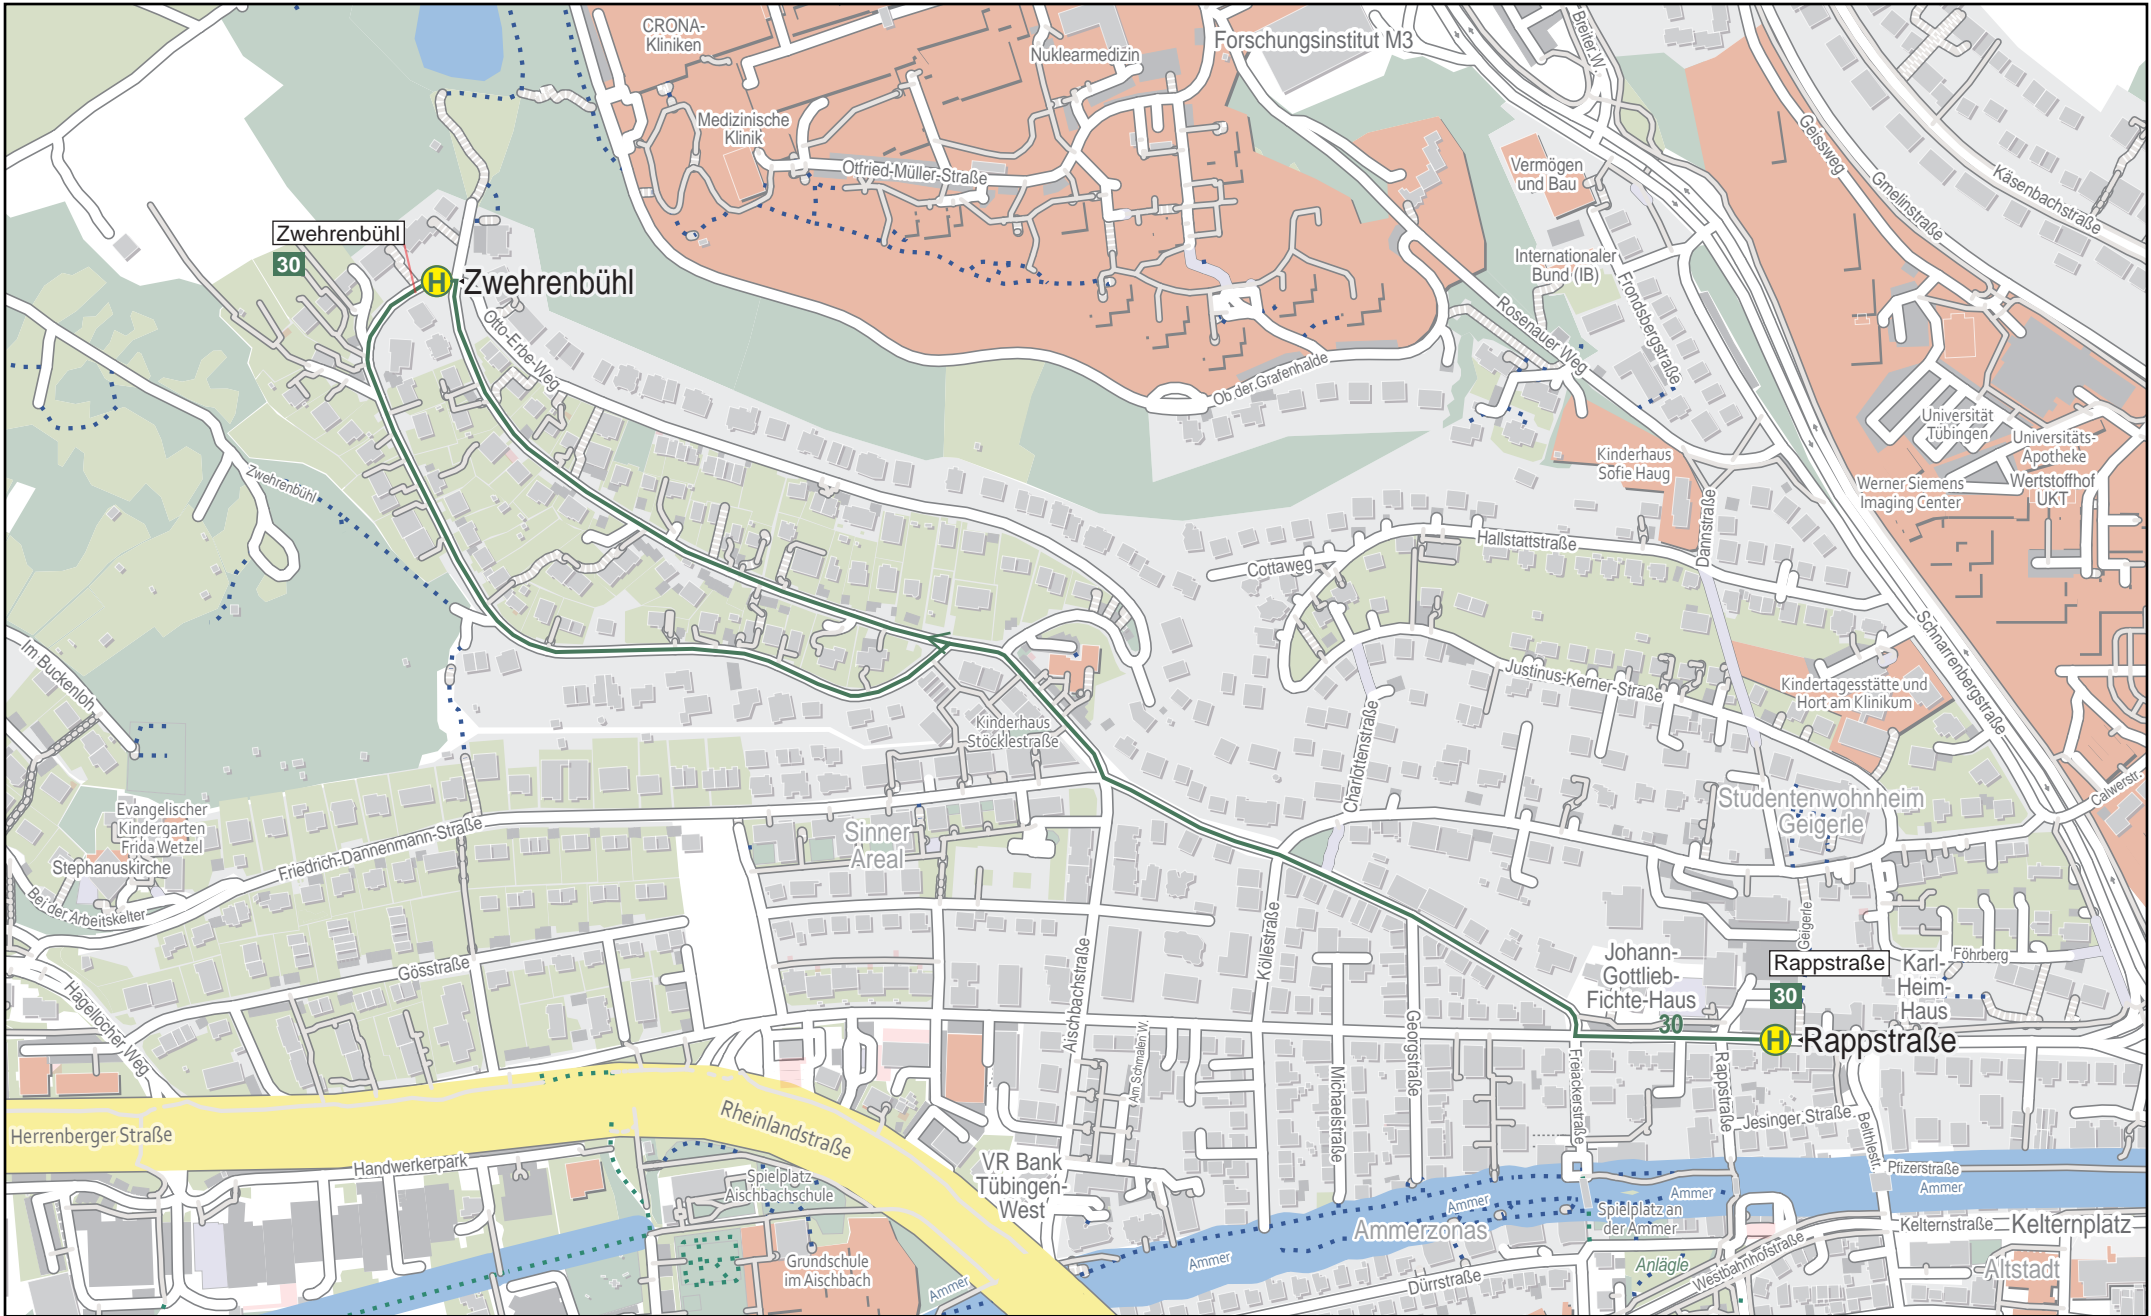 CRONA-
Kliniken
Nuklearmedizin
Forschungsinstitut M3
Breiter W.
Medizinische
Klinik
Otfried-Müller-Straße
Vermögen
und Bau
Geissweg
Gmelinstraße
Käsenbachstraße
Zwehrenbühl
30
H
Zwehrenbühl
Otto-Erbe-Weg
Internationaler
Bund (IB)
Frondsbergstraße
Rosenauer Weg
Ob der Grafenhalde
Universität
Tübingen
Universitäts-
Apotheke
Wertstoffhof
UKT
Kinderhaus
Sofie Haug
Werner Siemens
Imaging Center
Zwehrenbühl
Dannstraße
Hallstattstraße
Cottaweg
Schnarrenbergstraße
Im Buckenloh
Justinus-Kerner-Straße
Kindertagesstätte und
Hort am Klinikum
Kinderhaus
Stöcklestraße
Charlottenstraße
Calwerstr.
Studentenwohnheim
Geigerle
Evangelischer
Kindergarten
Frida Wetzel
Stephanuskirche
Friedrich-Dannenmann-Straße
Sinner
Areal
Bei der Arbeitskelter
Gösstraße
Aischbachstraße
Köllestraße
Geigerle
Föhrberg
Johann-
Gottlieb-
Fichte-Haus
Rappstraße
30
Karl-
Heim-
Haus
30
H
Rappstraße
Hagellocher Weg
Am Schmalen W.
Georgstraße
Michaelstraße
Freiackerstraße
Rappstraße
Jesinger Straße
Belthlestr.
Herrenberger Straße
Rheinlandstraße
Handwerkerpark
VR Bank
Tübingen-
West
Spielplatz
Aischbachschule
Pfizerstraße
Ammer
Ammer
Ammer
Spielplatz an
der Ammer
Ammerzonas
Kelternstraße
Kelternplatz
Grundschule
im Aischbach
Ammer
Ammer
Dürrstraße
Anlägle
Westbahnhofstraße
Altstadt